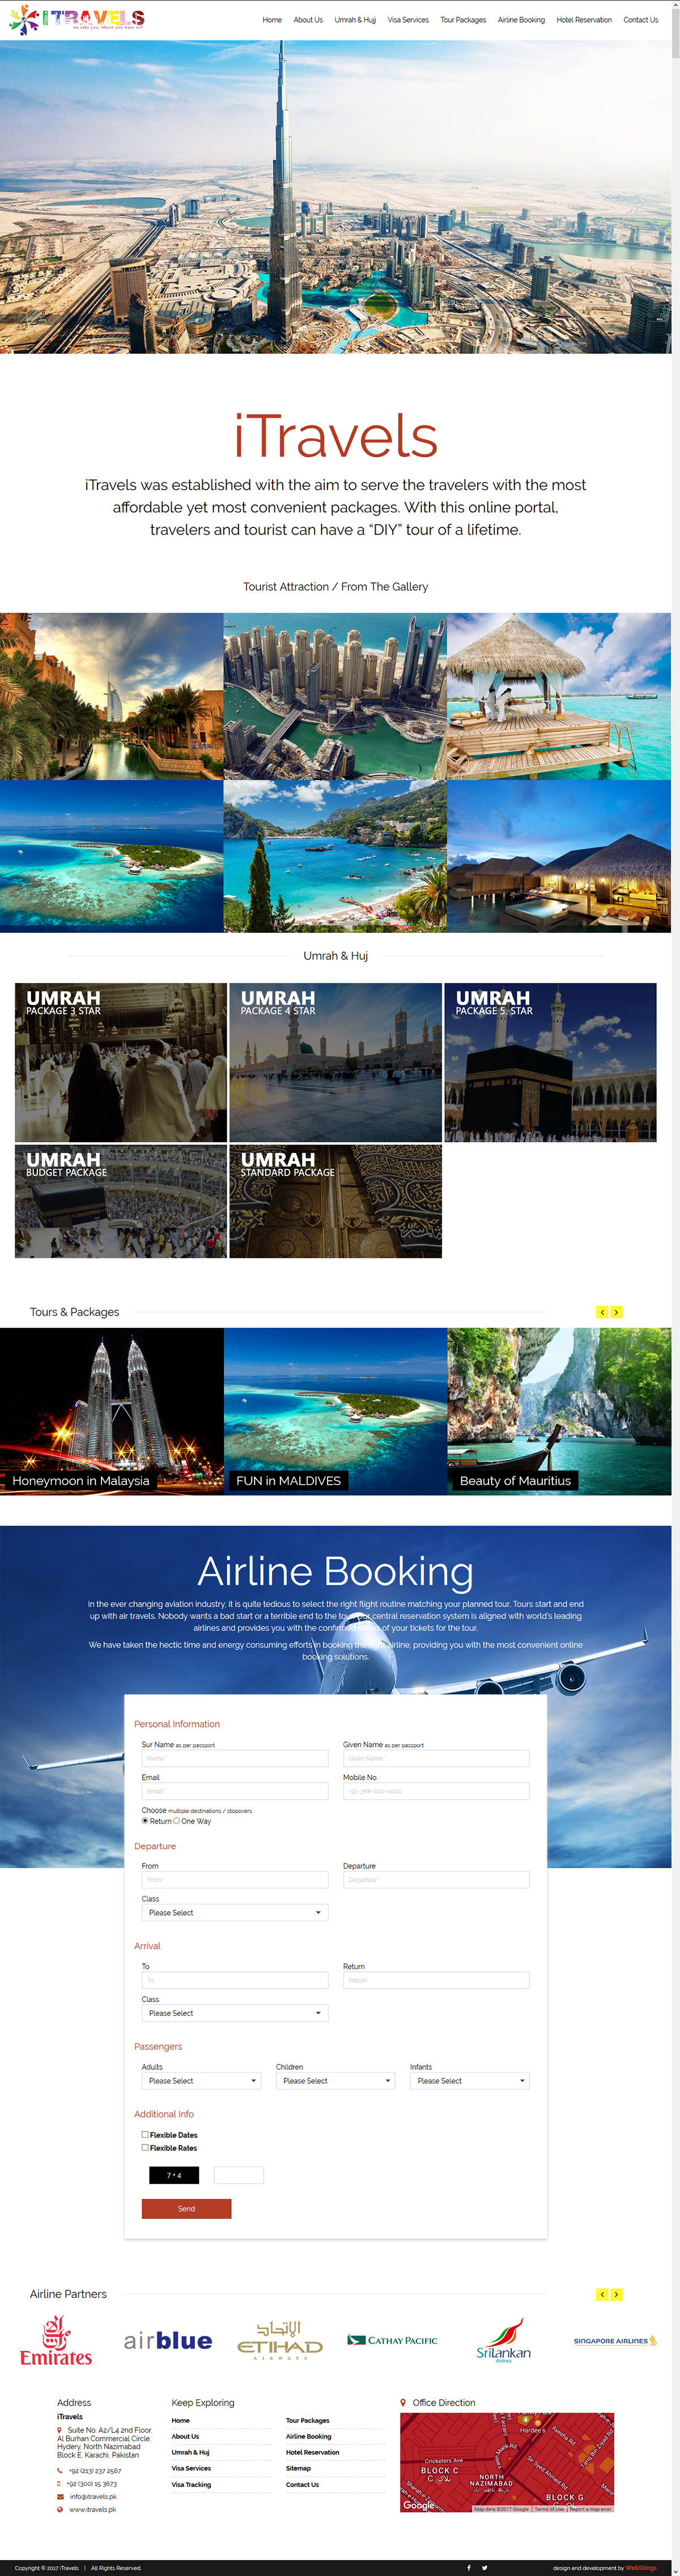 iTRAVELS
we take you, where you want to!!
Home About Us Umrah & Hujj Visa Services Tour Packages Airline Booking Hotel Reservation Contact Us
iTravels
iTravels was established with the aim to serve the travelers with the most
affordable yet most convenient packages. With this online portal,
travelers and tourist can have a “DIY” tour of a lifetime.
Tourist Attraction / From The Gallery
Umrah & Huj
UMRAH
PACKAGE 3 STAR
UMRAH
PACKAGE 4 STAR
UMRAH
PACKAGE 5. STAR
UMRAH
BUDGET PACKAGE
UMRAH
STANDARD PACKAGE
Tours & Packages
Honeymoon in Malaysia
FUN in MALDIVES
Beauty of Mauritius
Airline Booking
In the ever changing aviation industry, it is quite tedious to select the right flight routine matching your planned tour. Tours start and end
up with air travels. Nobody wants a bad start or a terrible end to the tour. Our central reservation system is aligned with world's leading
airlines and provides you with the confirmed status of your tickets for the tour.
We have taken the hectic time and energy consuming efforts in booking the right airline; providing you with the most convenient online
booking solutions.
Personal Information
Sur Name as per passport
Given Name as per passport
Name *
Given Name *
Email
Mobile No.
Email *
Choose multiple destinations / stopovers
Return One Way
Departure
From
Departure
From *
Departure *
Class
Please Select
Arrival
To
Return
To
Return
Class
Please Select
Passengers
Adults Children Infants
Please Select Please Select Please Select
Additional Info
Flexible Dates
Flexible Rates
7 + 4
Send
Airline Partners
Emirates
airblue
الإتحاد
ETIHAD
AIRWAYS
CATHAY PACIFIC
SriLankan
Airlines
SINGAPORE AIRLINES
Address
iTravels
Suite No: A2/L4 2nd Floor,
Al Burhan Commercial Circle,
Hydery, North Nazimabad
Block E, Karachi, Pakistan
+92 (213) 237 2567
+92 (300) 15 3673
info@itravels.pk
www.itravels.pk
Keep Exploring
Home
About Us
Umrah & Huj
Visa Services
Visa Tracking
Tour Packages
Airline Booking
Hotel Reservation
Sitemap
Contact Us
Office Direction
Hardee's
Ayesha Rd
Cricketers Ave
BLOCK C
NORTH
NAZIMABAD
BLOCK G
Sir Syed Ahmed Rd
Tariq Bin Ziyad Rd
Google
Map data ©2017 Google Terms of Use Report a map error
Copyright © 2017 iTravels | All Rights Reserved.
design and development by WebStings